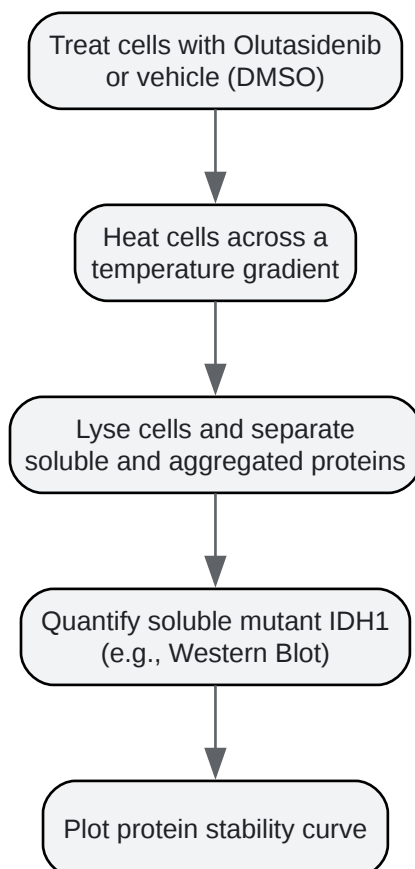 Treat cells with Olutasidenib
or vehicle (DMSO)
Heat cells across a
temperature gradient
Lyse cells and separate
soluble and aggregated proteins
Quantify soluble mutant IDH1
(e.g., Western Blot)
Plot protein stability curve